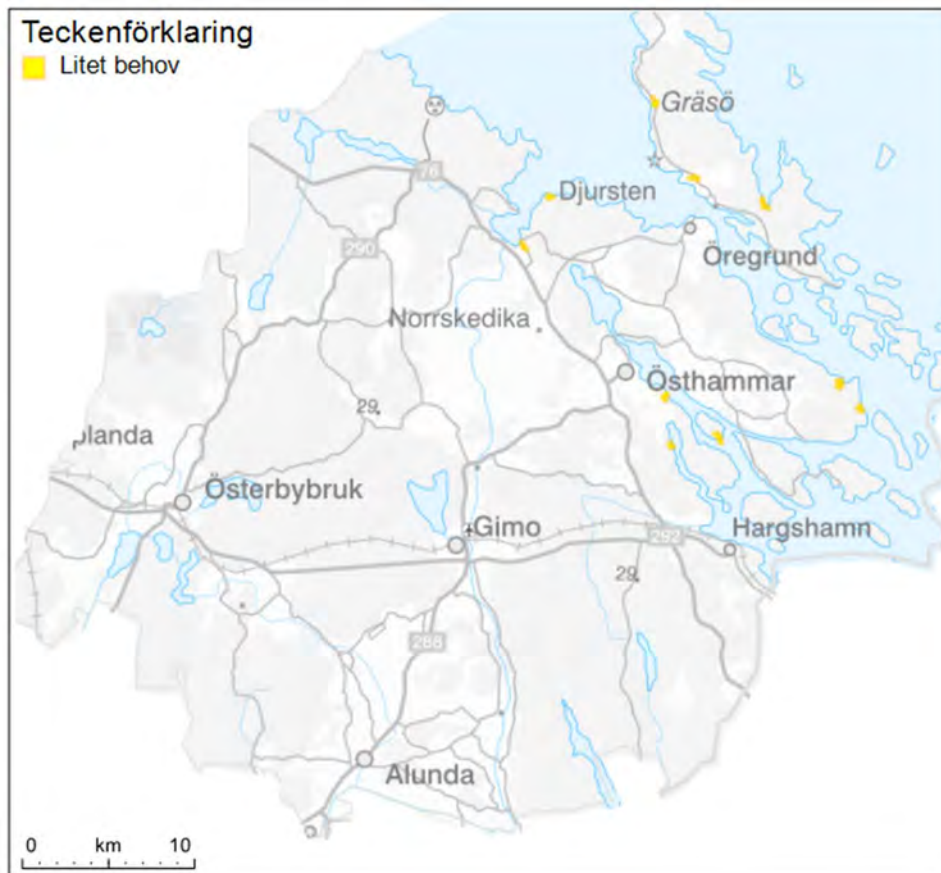 Teckenförklaring
Litet behov
Gräsö
76
Djursten
290
Öregrund
Norrskedika
Östhammar
29
planda
Österbybruk
Gimo
292
Hargshamn
29
288
Alunda
0 km 10